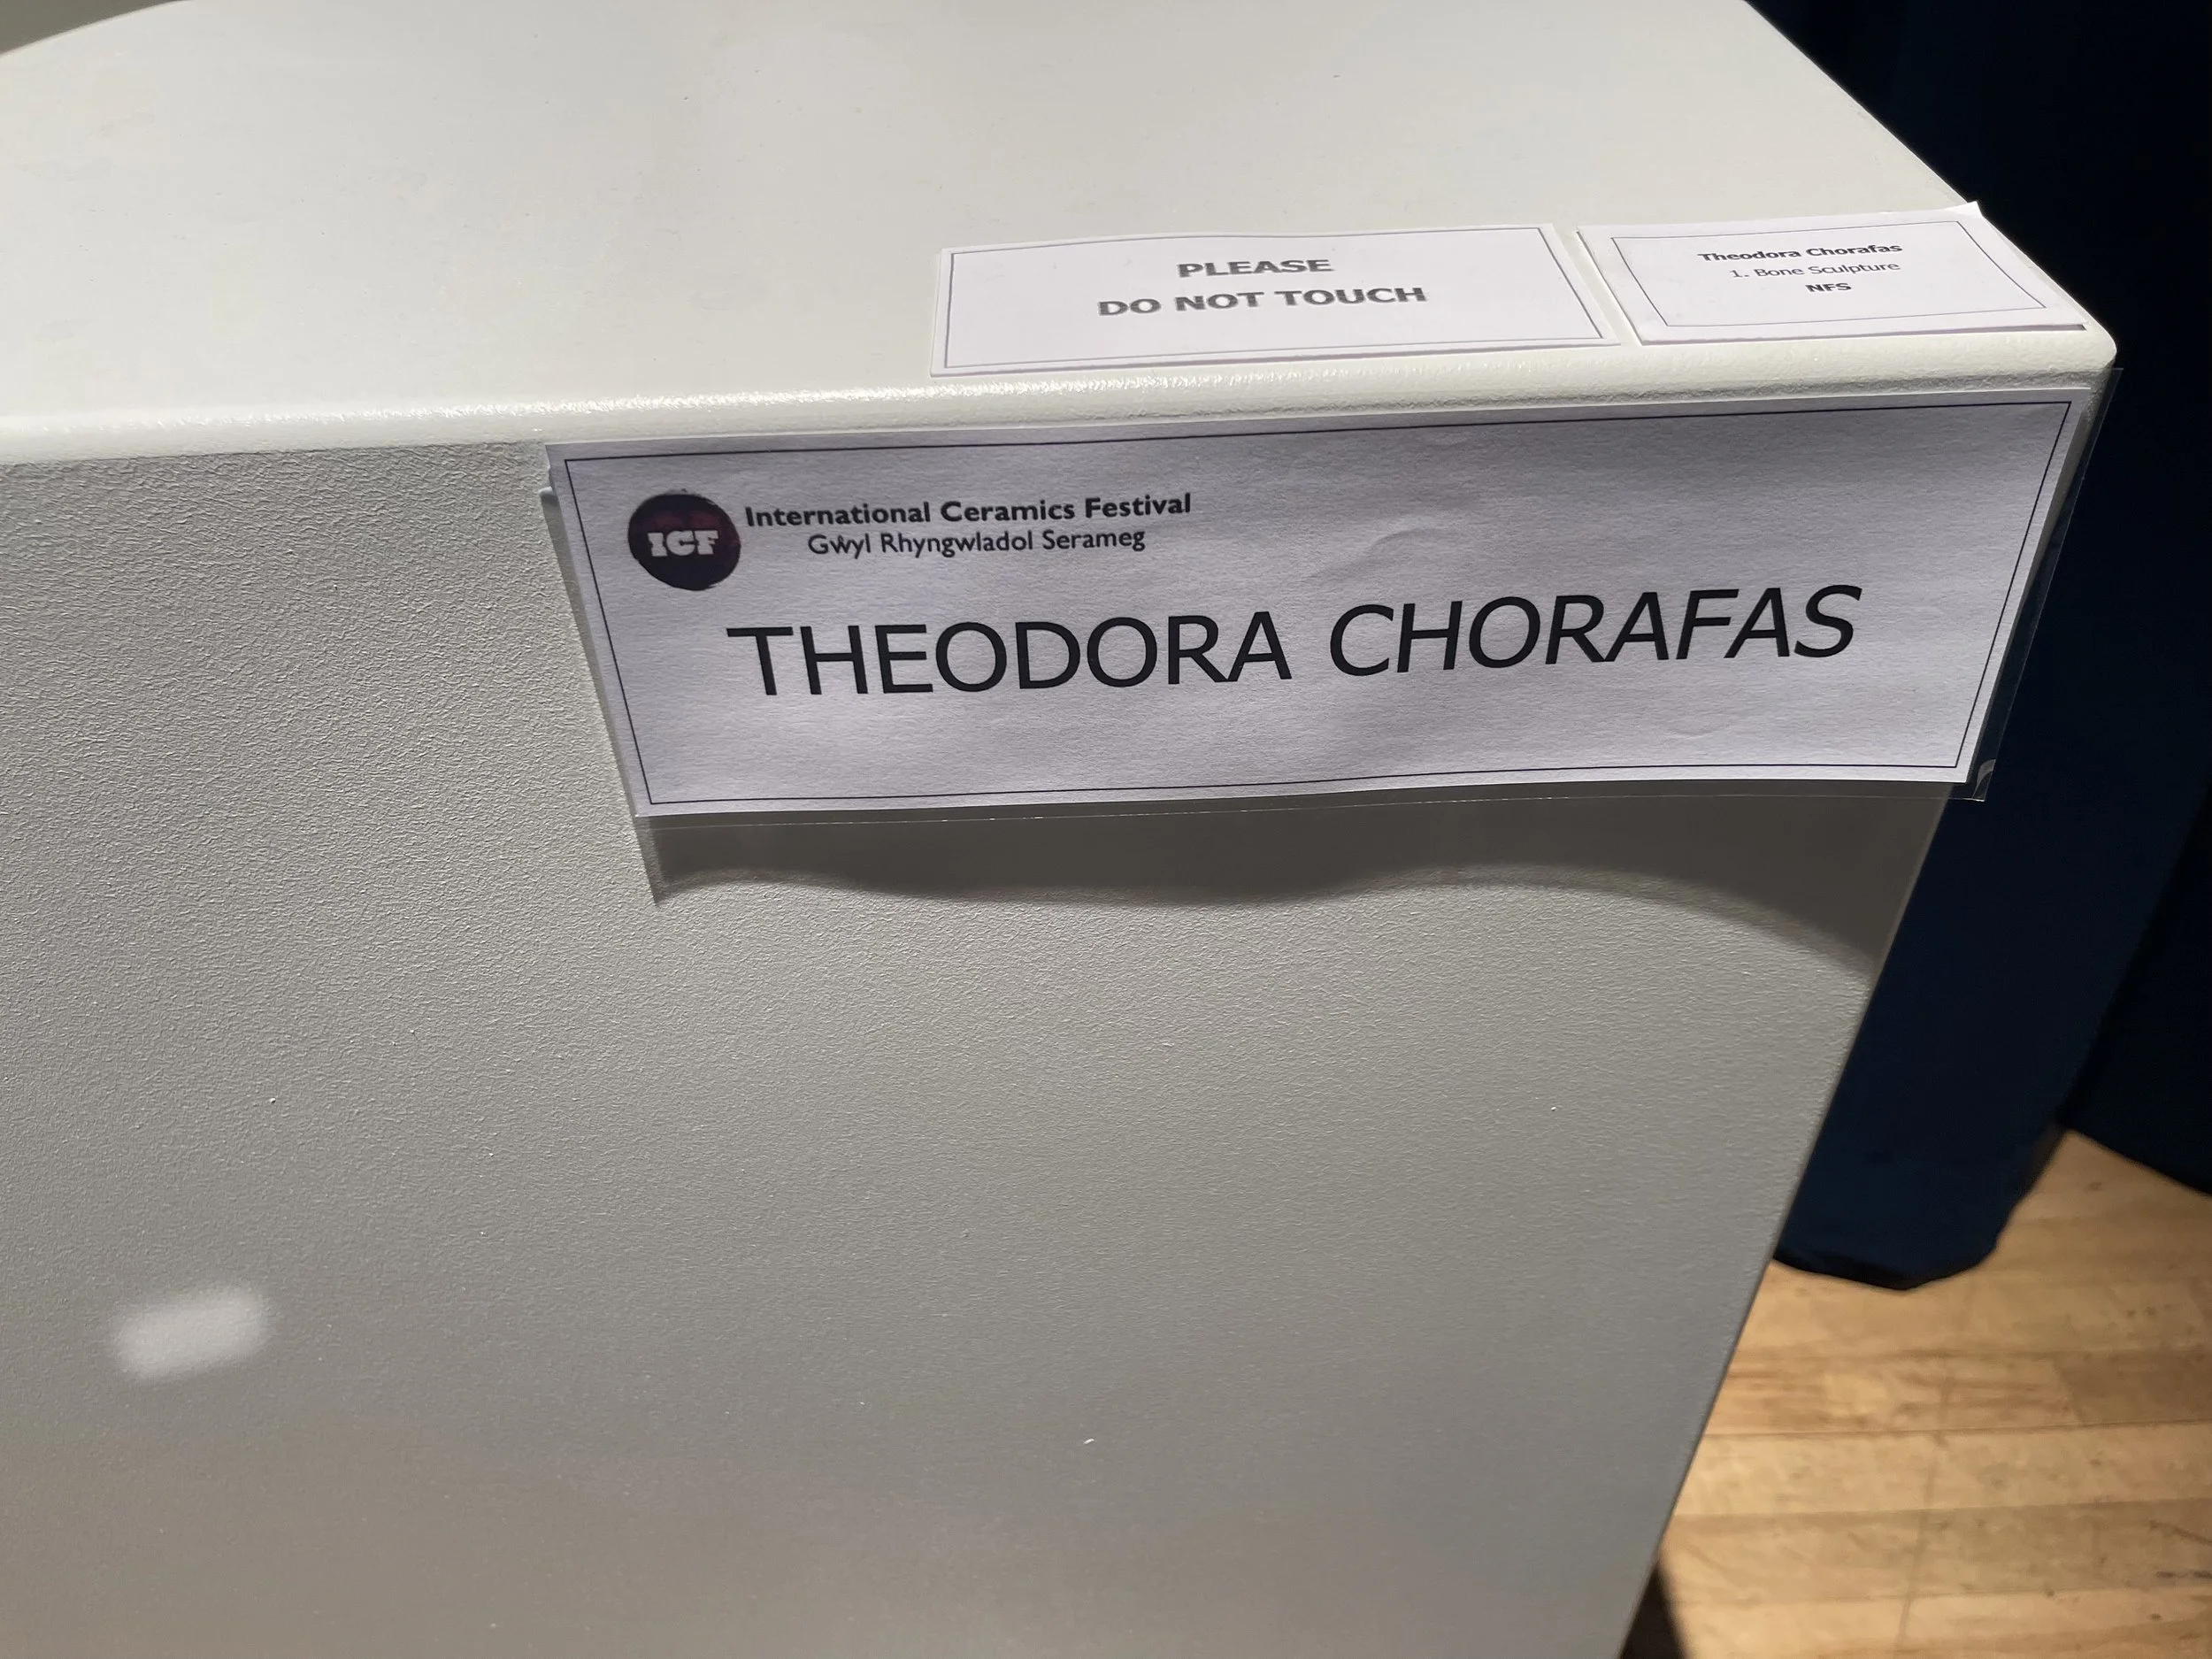 PLEASE
DO NOT TOUCH
Theodora Chorafas
1. Bone Sculpture
NFS
ICF
International Ceramics Festival
Gŵyl Rhyngwladol Serameg
THEODORA CHORAFAS